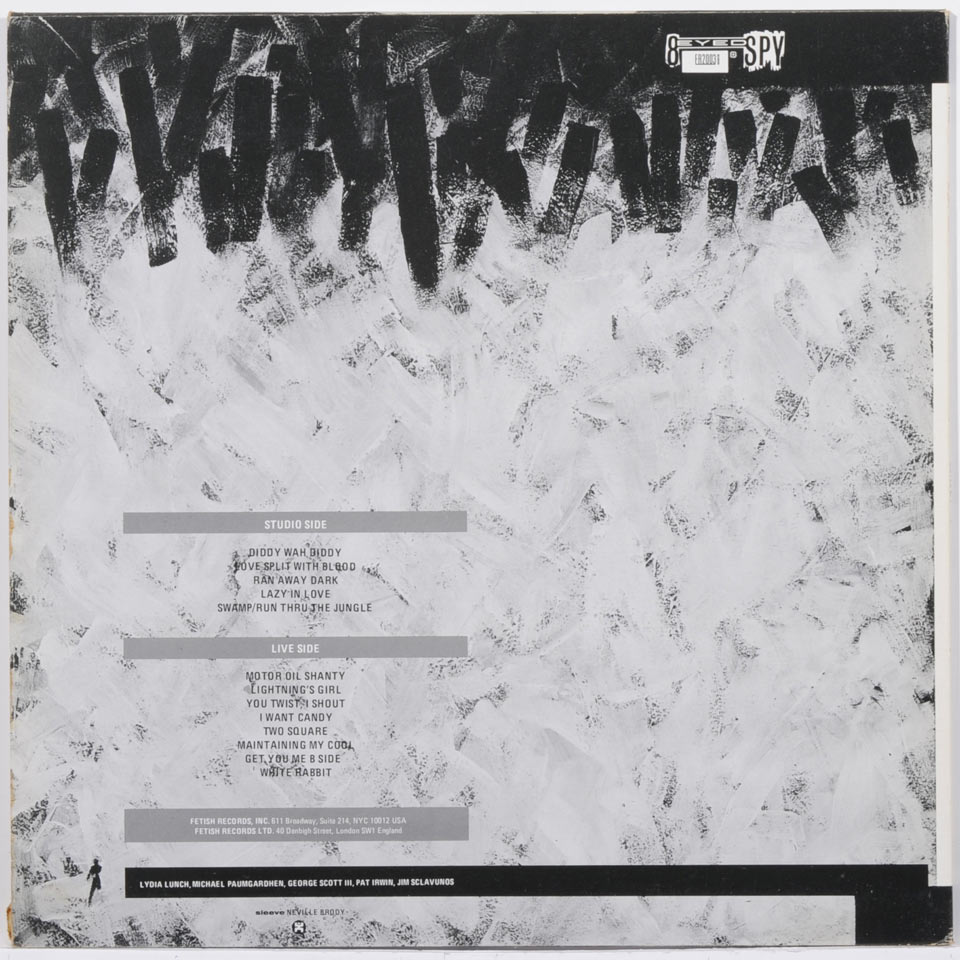 8 EYED SPY
ER20031
STUDIO SIDE
DIDDY WAH DIDDY
LOVE SPLIT WITH BLOOD
RAN AWAY DARK
LAZY IN LOVE
SWAMP/RUN THRU THE JUNGLE
LIVE SIDE
MOTOR OIL SHANTY
LIGHTNING'S GIRL
YOU TWIST, I SHOUT
I WANT CANDY
TWO SQUARE
MAINTAINING MY COOL
GET YOU ME B SIDE
WHITE RABBIT
FETISH RECORDS, INC. 611 Broadway, Suite 214, NYC 10012 USA
FETISH RECORDS LTD. 40 Denbigh Street, London SW1 England
LYDIA LUNCH, MICHAEL PAUMGARDHEN, GEORGE SCOTT III, PAT IRWIN, JIM SCLAVUNOS
sleeve NEVILLE BRODY